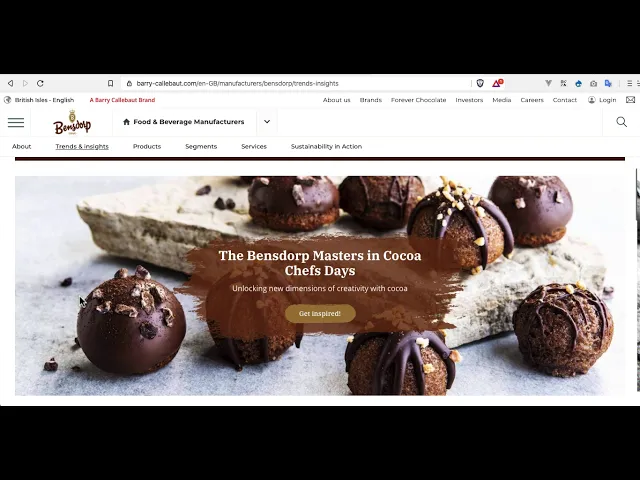 barry-callebaut.com/en-GB/manufacturers/bensdorp/trends-insights
British Isles - English
A Barry Callebaut Brand
About us
Brands
Forever Chocolate
Investors
Media
Careers
Contact
Login
Bensdorp
Food & Beverage Manufacturers
About
Trends & insights
Products
Segments
Services
Sustainability in Action
The Bensdorp Masters in Cocoa
Chefs Days
Unlocking new dimensions of creativity with cocoa
Get inspired!